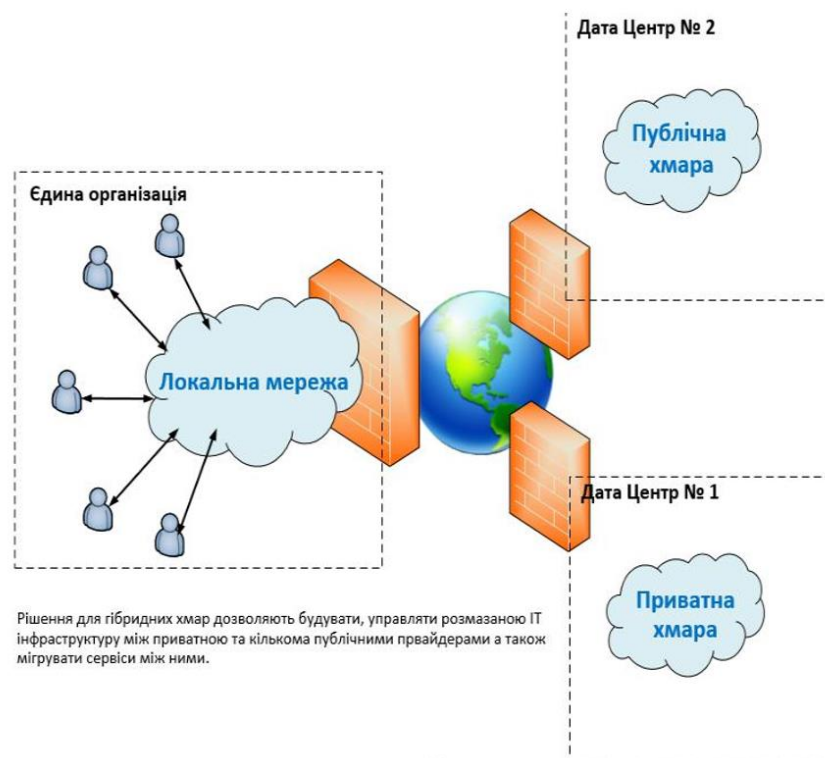 Дата Центр № 2
Публічна
хмара
Єдина організація
Локальна мережа
Дата Центр № 1
Приватна
хмара
Рішення для гібридних хмар дозволяють будувати, управляти розмазаною ІТ
інфраструктуру між приватною та кількома публічними првайдерами а також
мігрувати сервіси між ними.